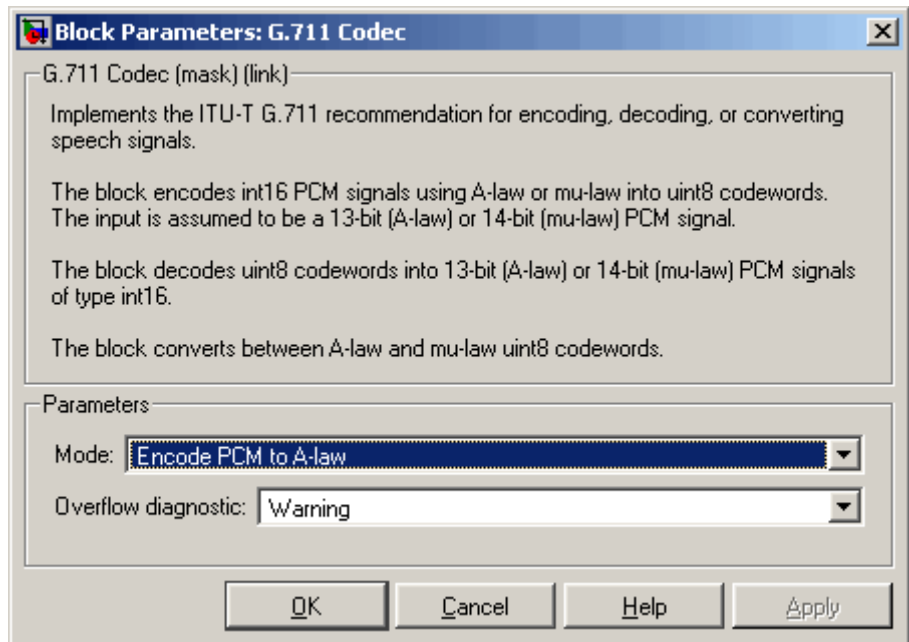 Block Parameters: G.711 Codec
G.711 Codec (mask) (link)
Implements the ITU-T G.711 recommendation for encoding, decoding, or converting
speech signals.
The block encodes int16 PCM signals using A-law or mu-law into uint8 codewords.
The input is assumed to be a 13-bit (A-law) or 14-bit (mu-law) PCM signal.
The block decodes uint8 codewords into 13-bit (A-law) or 14-bit (mu-law) PCM signals
of type int16.
The block converts between A-law and mu-law uint8 codewords.
Parameters
Mode: Encode PCM to A-law
Overflow diagnostic: Warning
OK Cancel Help Apply